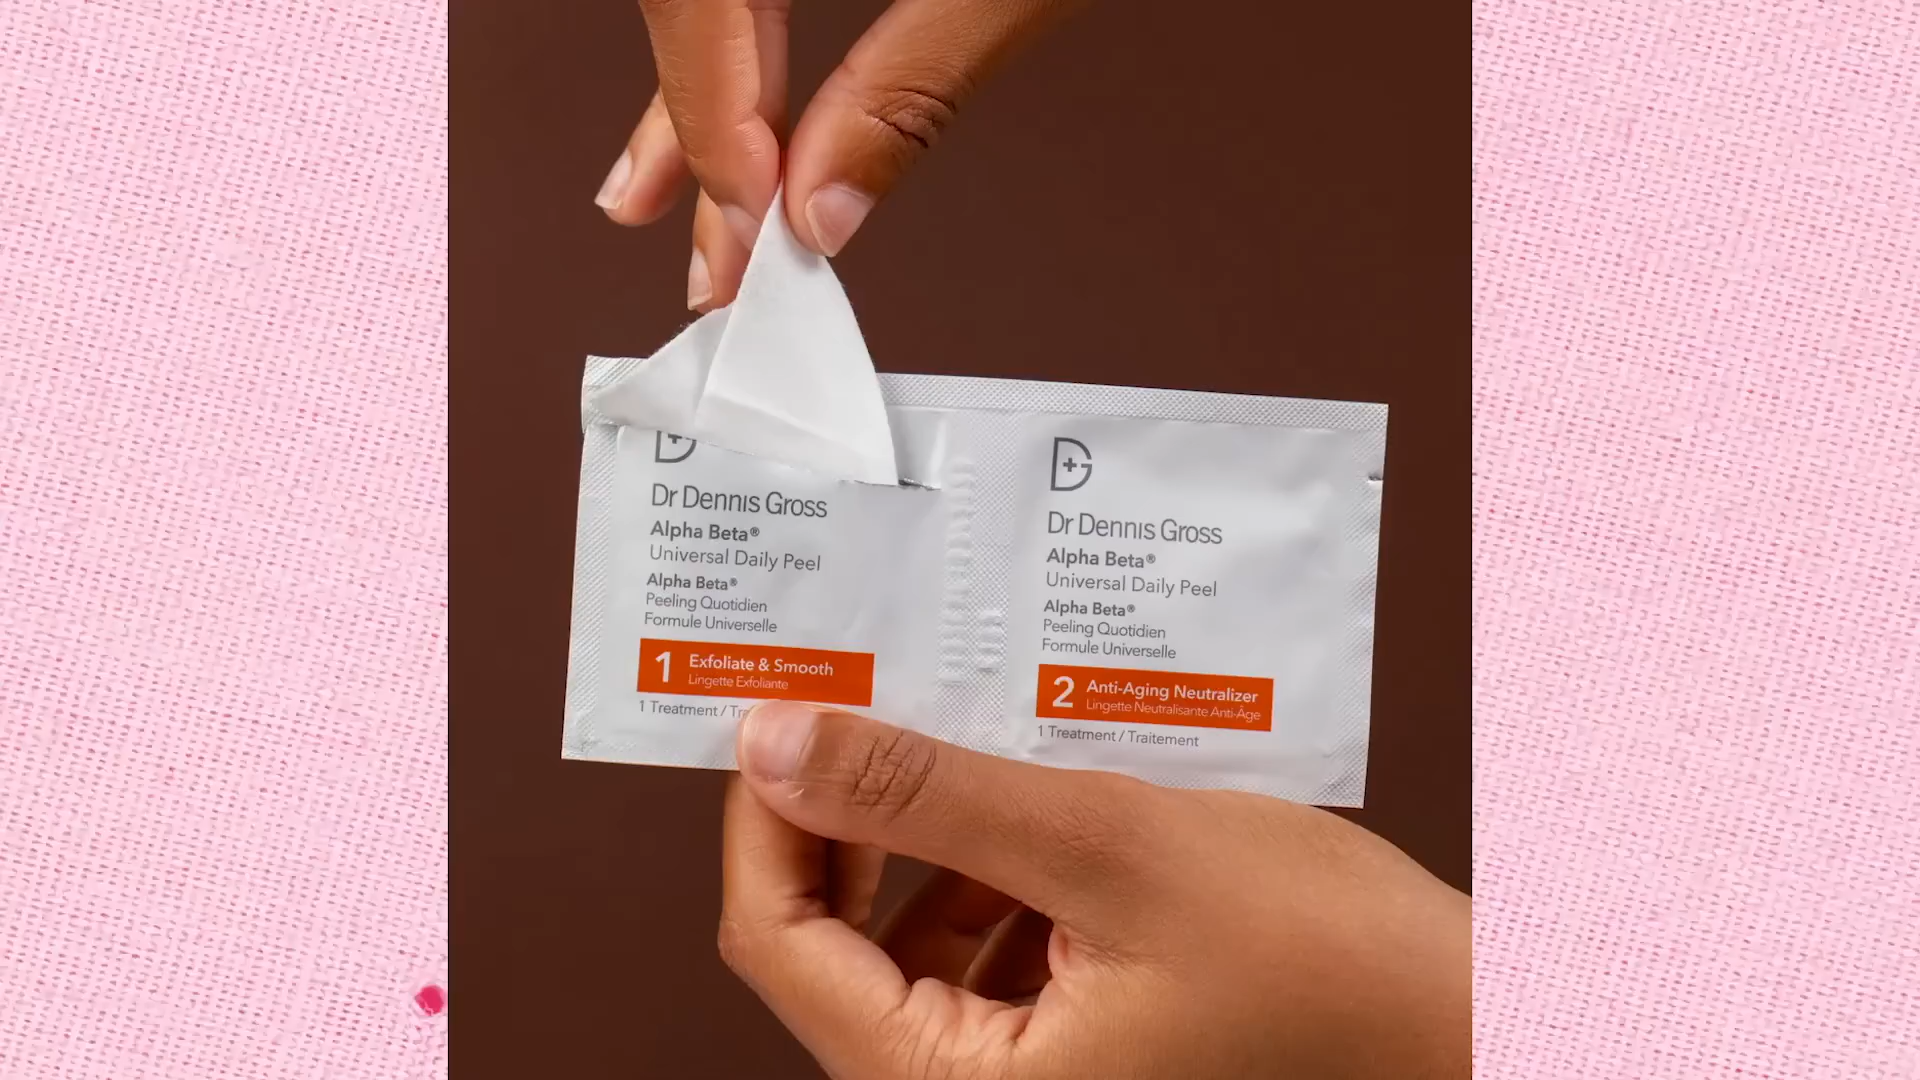 Dr Dennis Gross
Alpha Beta®
Universal Daily Peel
Alpha Beta®
Peeling Quotidien
Formule Universelle
1 Exfoliate & Smooth
Lingette Exfoliante
1 Treatment /
Dr Dennis Gross
Alpha Beta®
Universal Daily Peel
Alpha Beta®
Peeling Quotidien
Formule Universelle
2 Anti-Aging Neutralizer
Lingette Neutralisante Anti-Âge
1 Treatment / Traitement